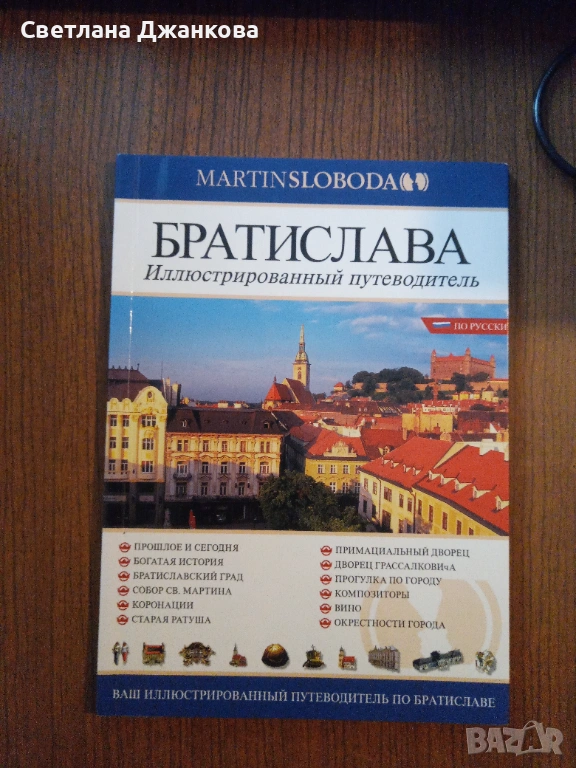 Светлана Джанкова
MARTINSLOBODA
БРАТИСЛАВА
Иллюстрированный путеводитель
ПО РУССКИ
ПРОШЛОЕ И СЕГОДНЯ
БОГАТАЯ ИСТОРИЯ
БРАТИСЛАВСКИЙ ГРАД
СОБОР СВ. МАРТИНА
КОРОНАЦИИ
СТАРАЯ РАТУША
ПРИМАЦИАЛЬНЫЙ ДВОРЕЦ
ДВОРЕЦ ГРАССАЛКОВИчА
ПРОГУЛКА ПО ГОРОДУ
КОМПОЗИТОРЫ
ВИНО
ОКРЕСТНОСТИ ГОРОДА
ВАШ ИЛЛЮСТРИРОВАННЫЙ ПУТЕВОДИТЕЛЬ ПО БРАТИСЛАВЕ
BAZAR